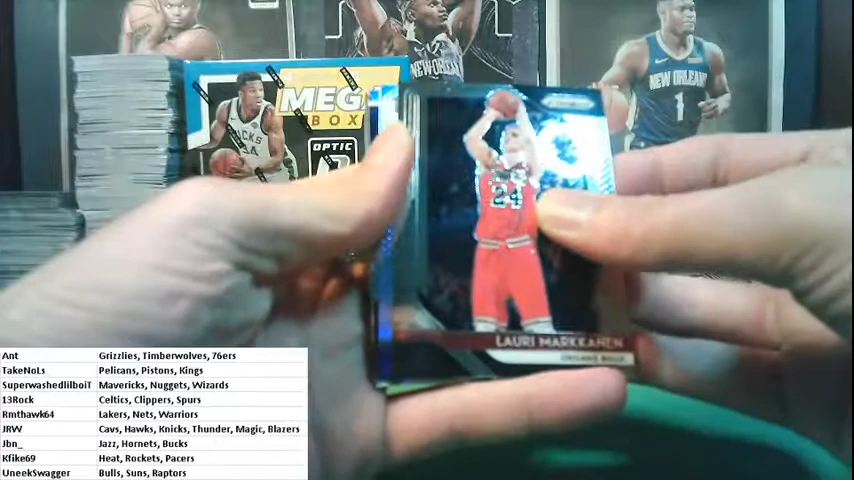 NEW ORLEANS
NEW ORLEANS
1
MEGA
BOX
BUCKS
34
OPTIC
24
LAURI MARKKANEN
CHICAGO BULLS
Ant Grizzlies, Timberwolves, 76ers
TakeNoLs Pelicans, Pistons, Kings
SuperwashedlilboiT Mavericks, Nuggets, Wizards
13Rock Celtics, Clippers, Spurs
Rmthawk64 Lakers, Nets, Warriors
JRW Cavs, Hawks, Knicks, Thunder, Magic, Blazers
Jbn_ Jazz, Hornets, Bucks
Kfike69 Heat, Rockets, Pacers
UneekSwagger Bulls, Suns, Raptors